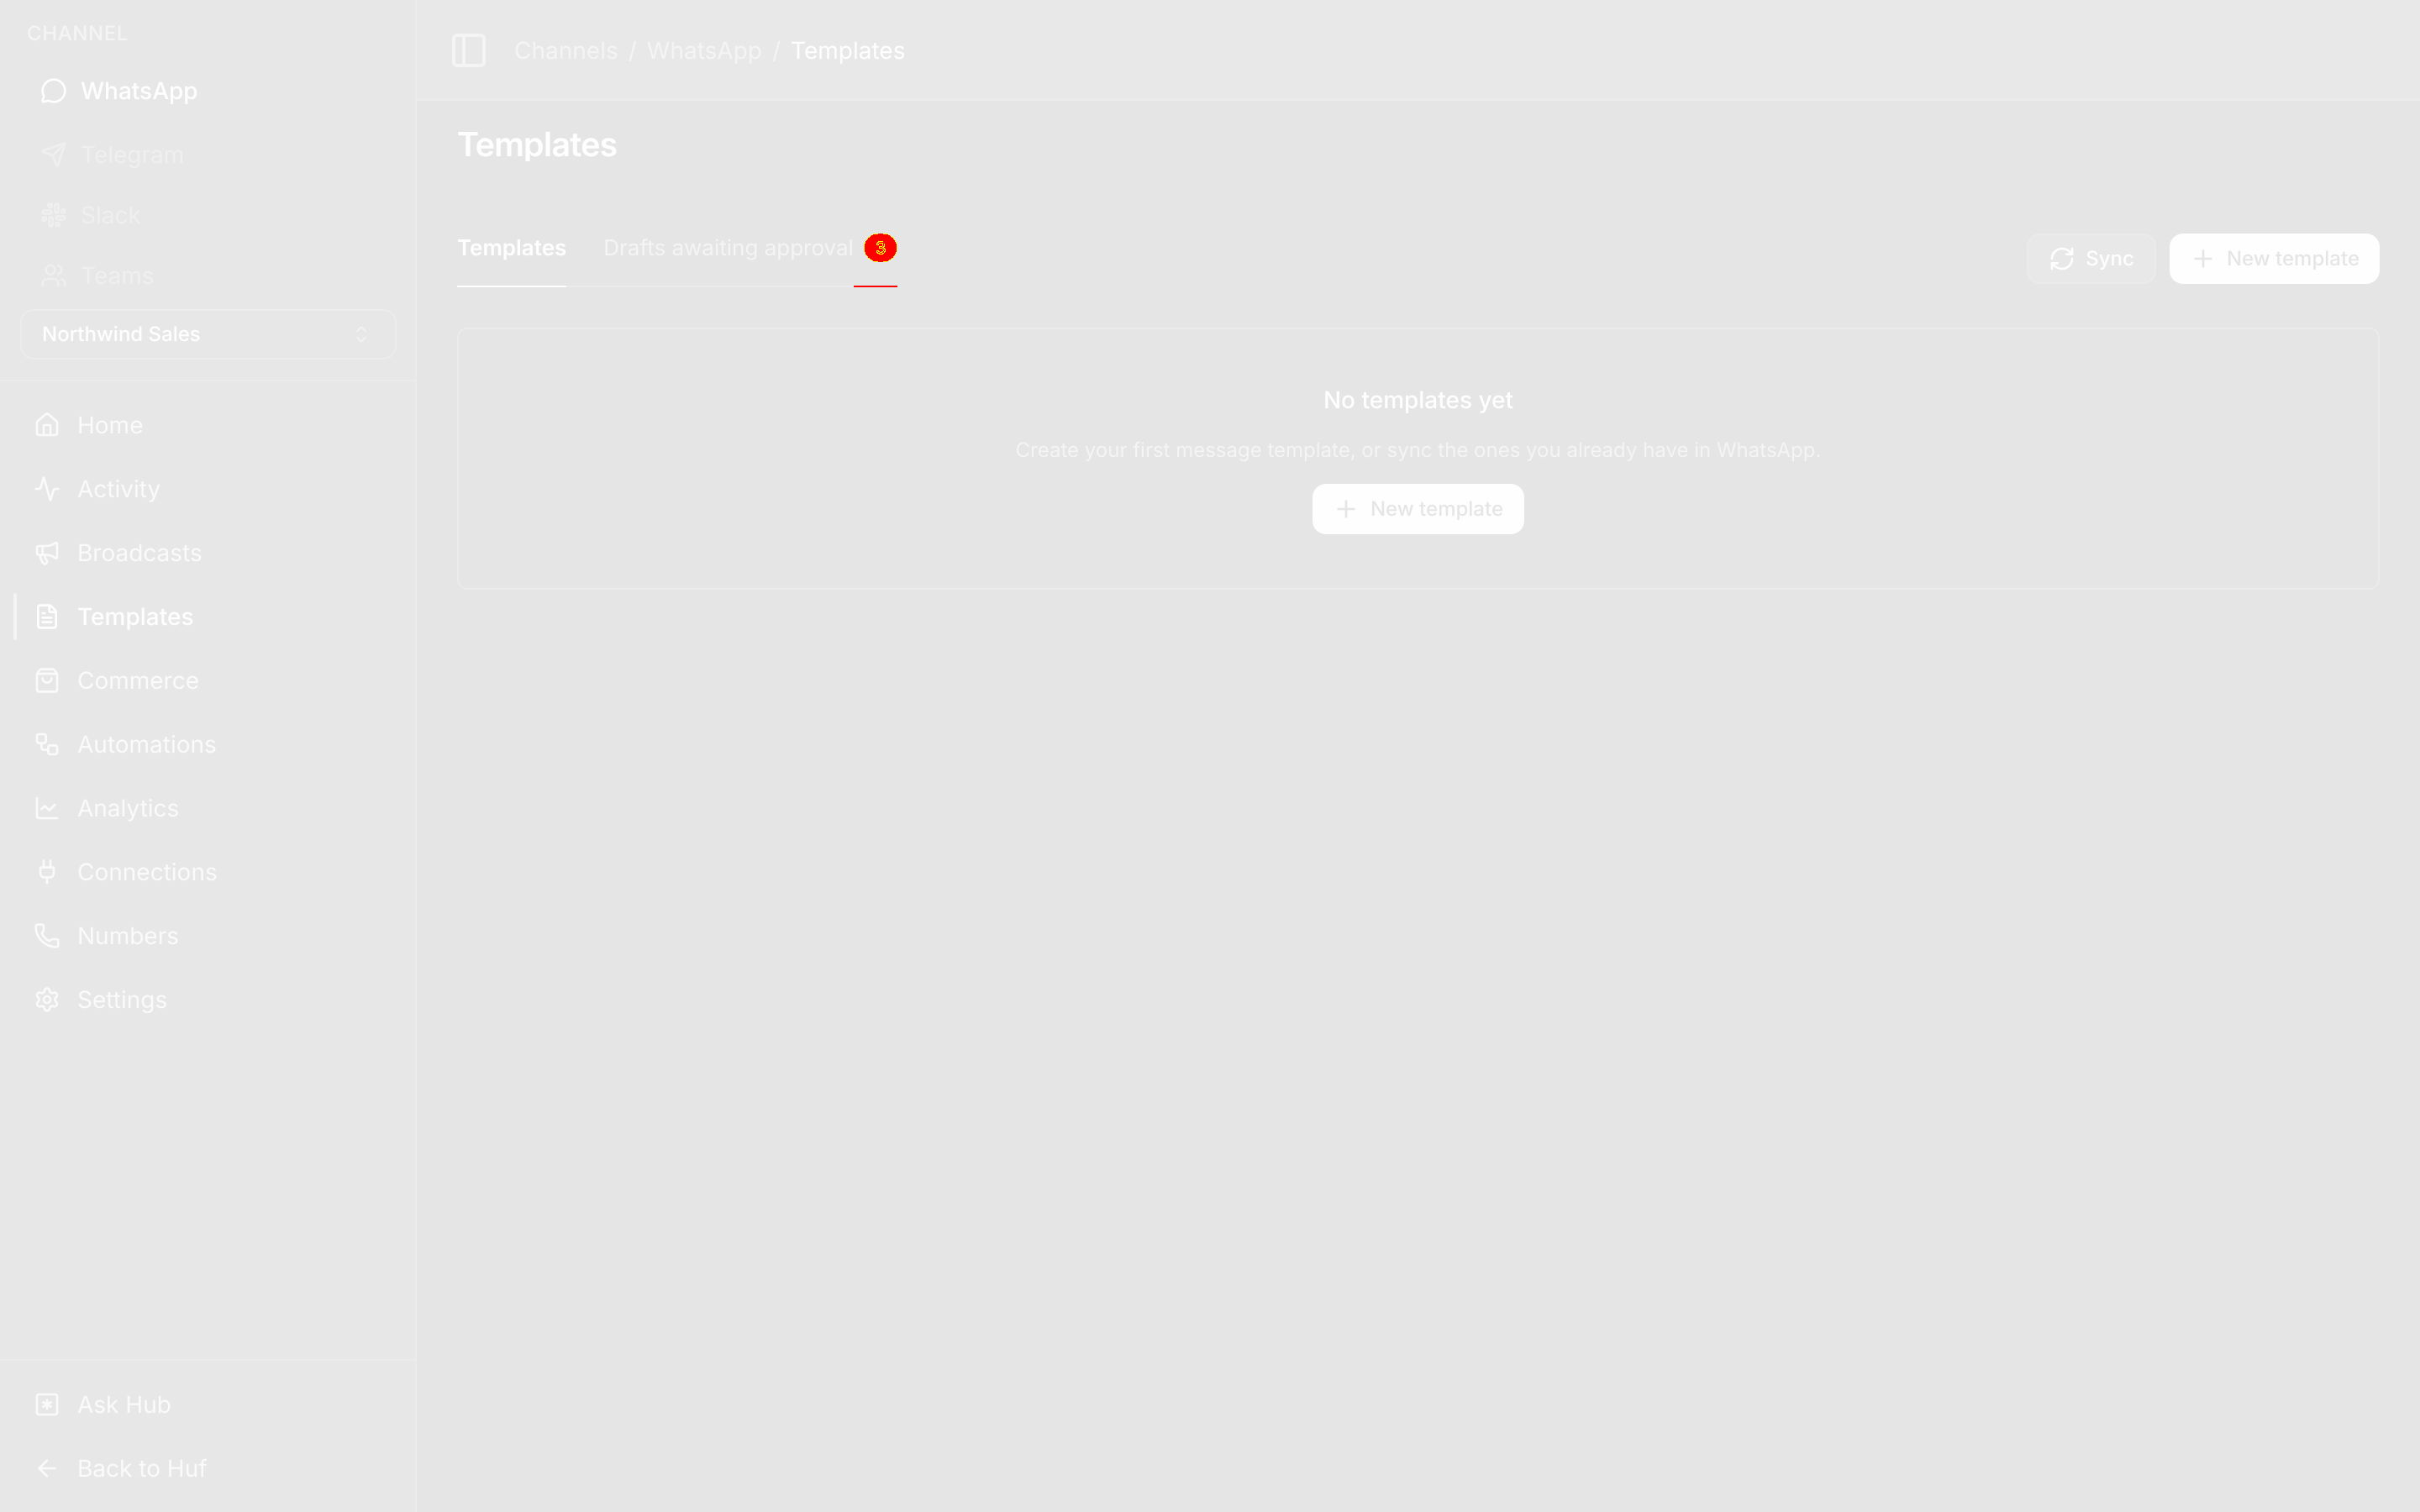 CHANNEL
WhatsApp
Telegram
Slack
Teams
Northwind Sales
Home
Activity
Broadcasts
Templates
Commerce
Automations
Analytics
Connections
Numbers
Settings
Ask Hub
Back to Huf
Channels / WhatsApp / Templates
Templates
Templates Drafts awaiting approval 3
Sync New template
No templates yet
Create your first message template, or sync the ones you already have in WhatsApp.
New template